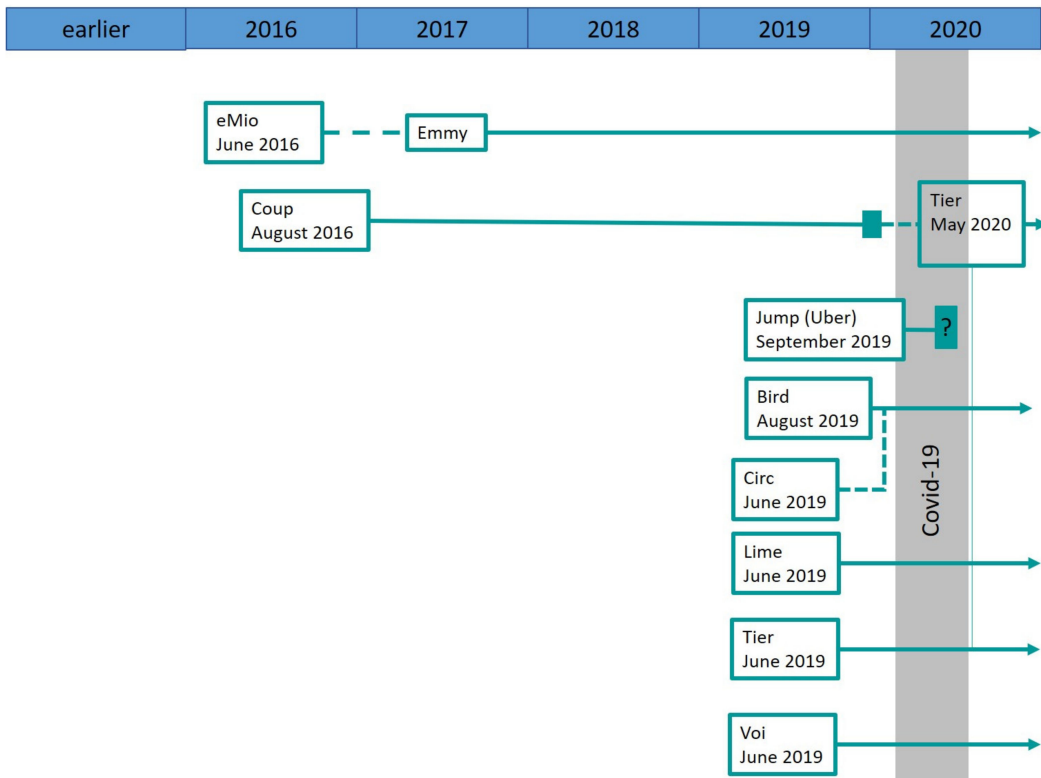 earlier 2016 2017 2018 2019 2020
eMio
June 2016
Emmy
Coup
August 2016
Tier
May 2020
Jump (Uber)
September 2019
?
Bird
August 2019
Circ
June 2019
Covid-19
Lime
June 2019
Tier
June 2019
Voi
June 2019